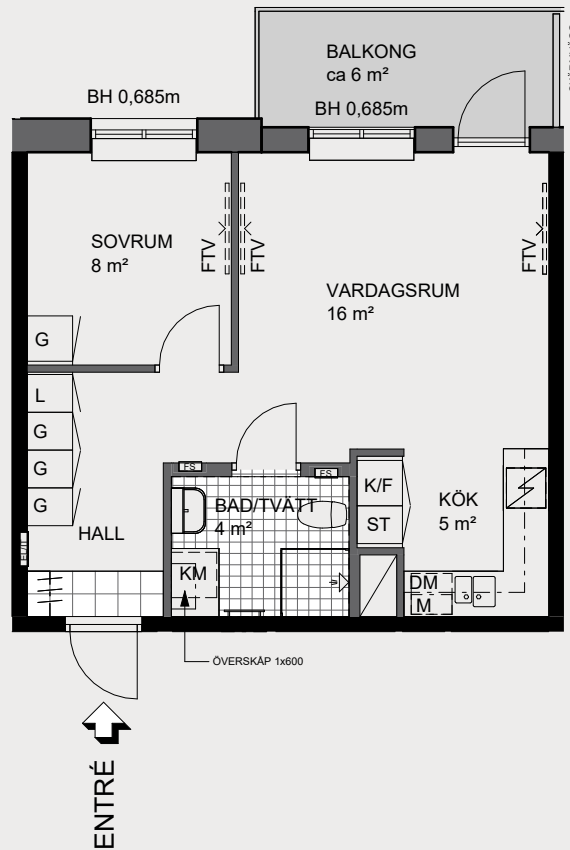 BALKONG
ca 6 m²
BH 0,685m
BH 0,685m
SOVRUM
8 m²
FTV
FTV
FTV
VARDAGSRUM
16 m²
G
L
G
G
G
HALL
FS
FS
BAD/TVÄTT
4 m²
KM
K/F
ST
KÖK
5 m²
DM
M
ÖVERSKÅP 1x600
ENTRÉ